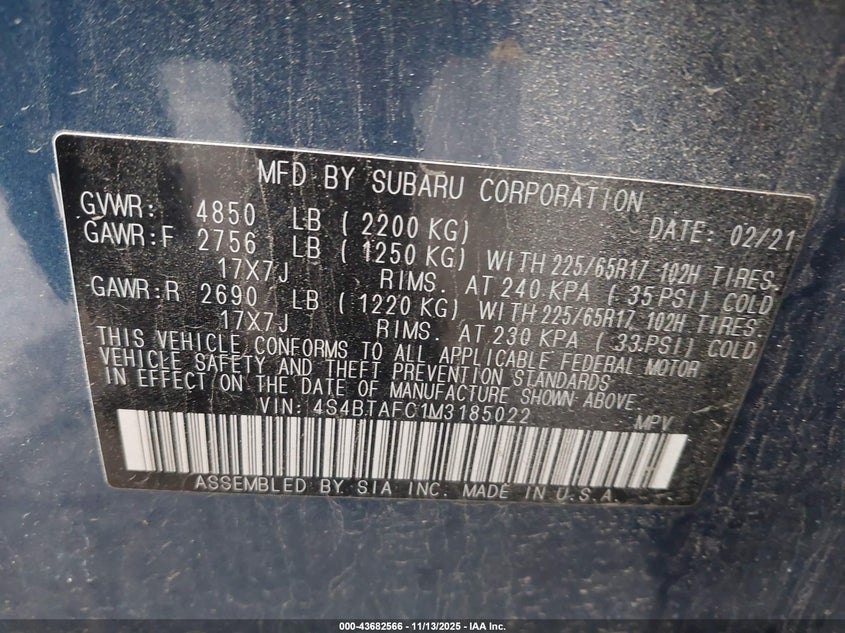 MFD BY SUBARU CORPORATION
GVWR: 4850 LB ( 2200 KG) DATE: 02/21
GAWR:F 2756 LB ( 1250 KG) WITH 225/65R17 102H TIRES.
17X7J RIMS. AT 240 KPA ( 35 PSI) COLD
GAWR:R 2690 LB ( 1220 KG) WITH 225/65R17 102H TIRES.
17X7J RIMS. AT 230 KPA ( 33 PSI) COLD
THIS VEHICLE CONFORMS TO ALL APPLICABLE FEDERAL MOTOR
VEHICLE SAFETY AND THEFT PREVENTION STANDARDS
IN EFFECT ON THE DATE OF MANUFACTURE SHOWN ABOVE
VIN: 4S4BTAFC1M3185022 MPV
ASSEMBLED BY SIA INC. MADE IN U.S.A.
000-43682566 - 11/13/2025 - IAA Inc.